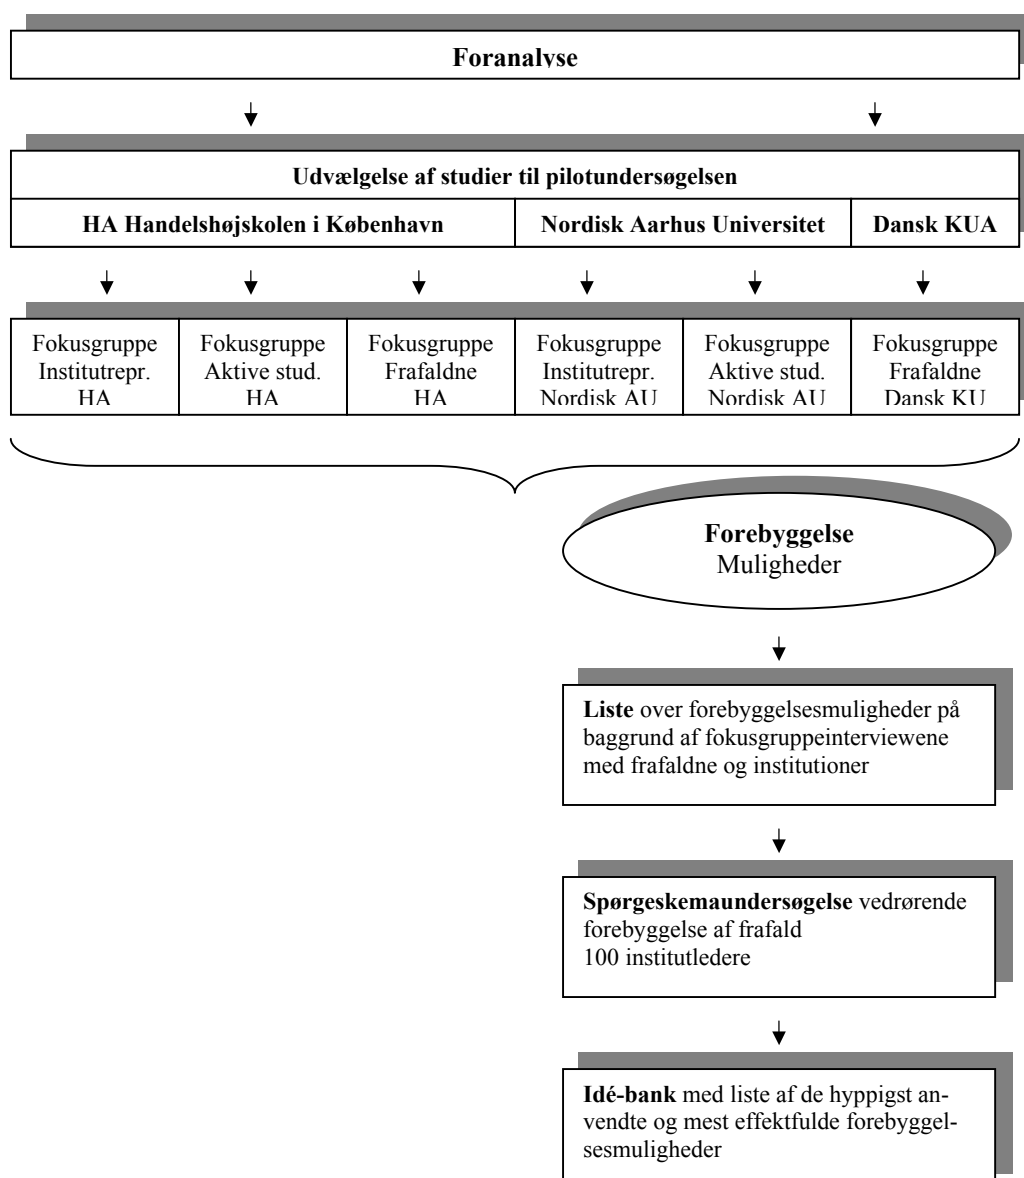 Foranalyse
Udvælgelse af studier til pilotundersøgelsen
HA Handelshøjskolen i København
Nordisk Aarhus Universitet
Dansk KUA
Fokusgruppe
Institutrepr.
HA
Fokusgruppe
Aktive stud.
HA
Fokusgruppe
Frafaldne
HA
Fokusgruppe
Institutrepr.
Nordisk AU
Fokusgruppe
Aktive stud.
Nordisk AU
Fokusgruppe
Frafaldne
Dansk KU
Forebyggelse
Muligheder
Liste over forebyggelsesmuligheder på
baggrund af fokusgruppeinterviewene
med frafaldne og institutioner
Spørgeskemaundersøgelse vedrørende
forebyggelse af frafald
100 institutledere
Idé-bank med liste af de hyppigst an-
vendte og mest effektfulde forebyggel-
sesmuligheder